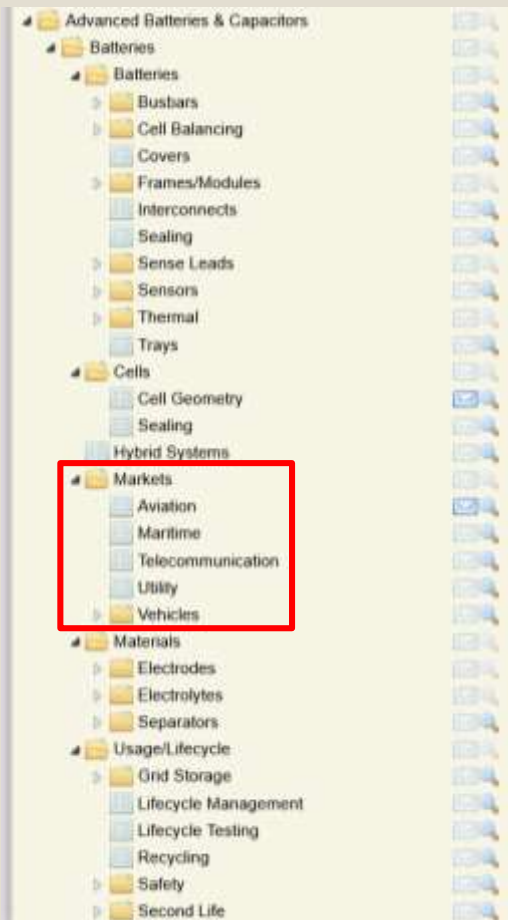 Advanced Batteries & Capacitors
Batteries
Batteries
Busbars
Cell Balancing
Covers
Frames/Modules
Interconnects
Sealing
Sense Leads
Sensors
Thermal
Trays
Cells
Cell Geometry
Sealing
Hybrid Systems
Markets
Aviation
Maritime
Telecommunication
Utility
Vehicles
Materials
Electrodes
Electrolytes
Separators
Usage/Lifecycle
Grid Storage
Lifecycle Management
Lifecycle Testing
Recycling
Safety
Second Life